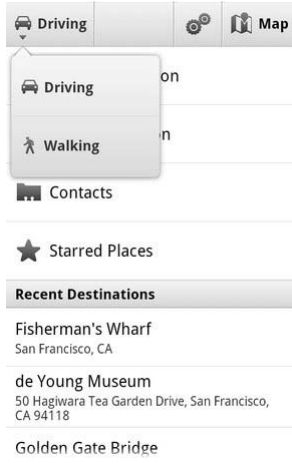 Driving
Map
Driving
on
Walking
n
Contacts
Starred Places
Recent Destinations
Fisherman's Wharf
San Francisco, CA
de Young Museum
50 Hagiwara Tea Garden Drive, San Francisco,
CA 94118
Golden Gate Bridge